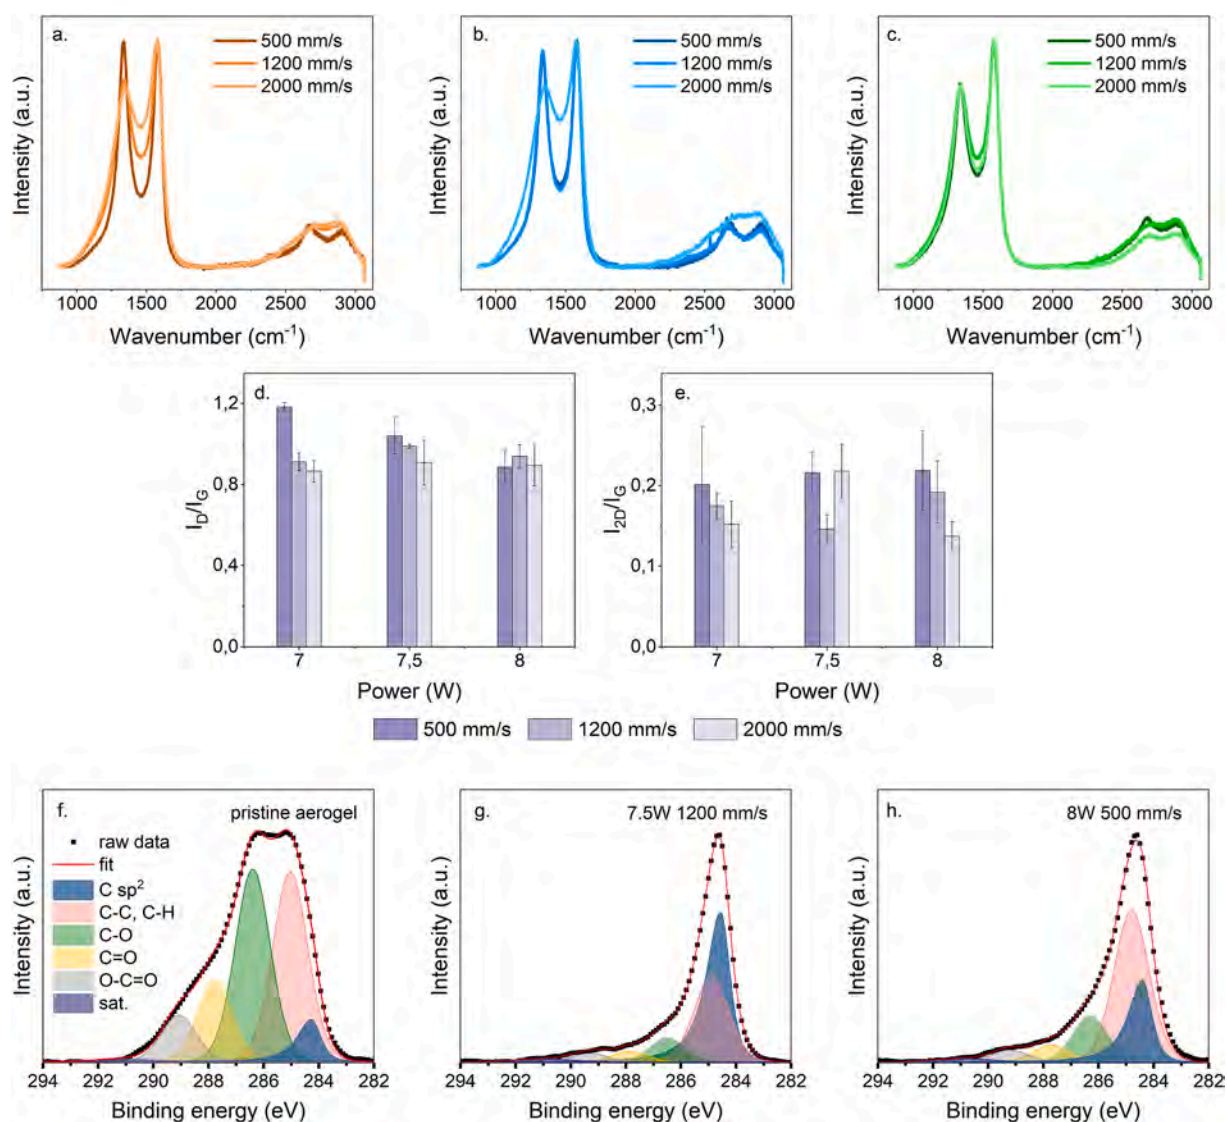 a.
500 mm/s
1200 mm/s
2000 mm/s
Intensity (a.u.)
1000 1500 2000 2500 3000
Wavenumber (cm⁻¹)
b.
500 mm/s
1200 mm/s
2000 mm/s
Intensity (a.u.)
1000 1500 2000 2500 3000
Wavenumber (cm⁻¹)
c.
500 mm/s
1200 mm/s
2000 mm/s
Intensity (a.u.)
1000 1500 2000 2500 3000
Wavenumber (cm⁻¹)
d.
1,2
0,8
0,4
0,0
I_D/I_G
7 7,5 8
Power (W)
e.
0,3
0,2
0,1
0,0
I_2D/I_G
7 7,5 8
Power (W)
500 mm/s 1200 mm/s 2000 mm/s
f. pristine aerogel
raw data
fit
C sp²
C-C, C-H
C-O
C=O
O-C=O
sat.
Intensity (a.u.)
294 292 290 288 286 284 282
Binding energy (eV)
g. 7.5W 1200 mm/s
Intensity (a.u.)
294 292 290 288 286 284 282
Binding energy (eV)
h. 8W 500 mm/s
Intensity (a.u.)
294 292 290 288 286 284 282
Binding energy (eV)